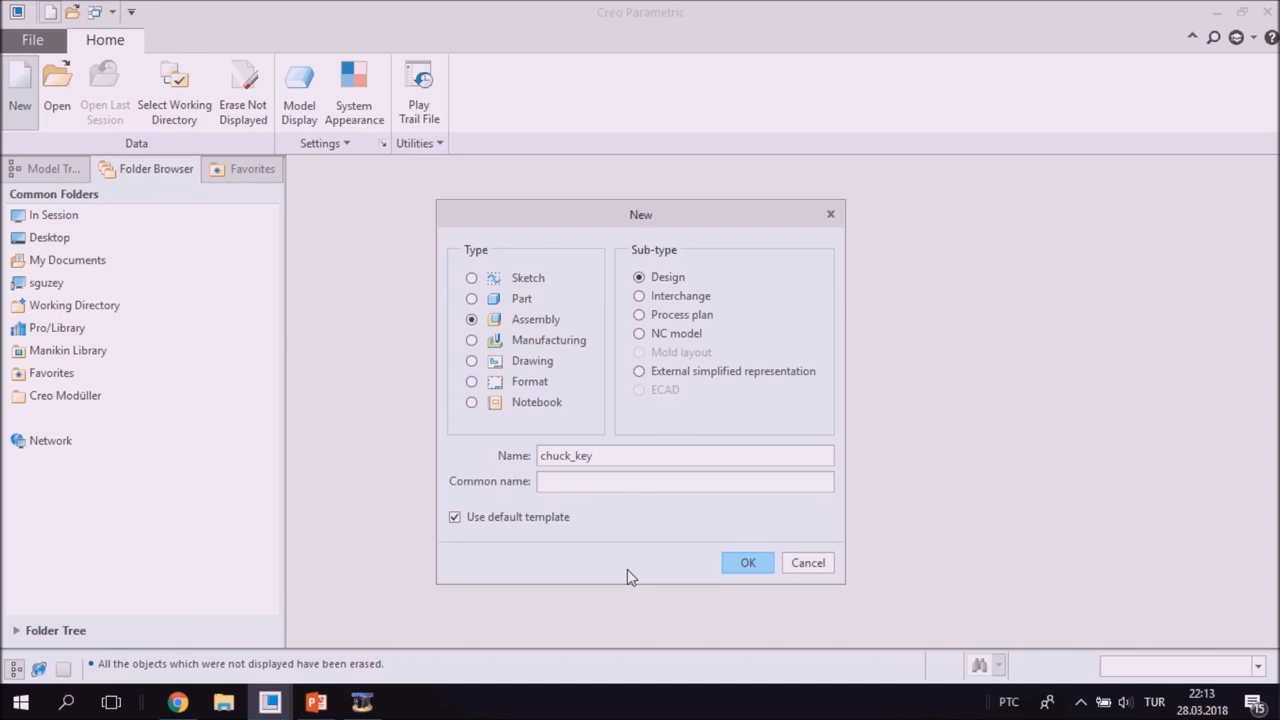 Creo Parametric
File
Home
New
Open
Open Last
Session
Select Working
Directory
Erase Not
Displayed
Model
Display
System
Appearance
Play
Trail File
Data
Settings
Utilities
Model Tr...
Folder Browser
Favorites
Common Folders
In Session
Desktop
My Documents
sguzey
Working Directory
Pro/Library
Manikin Library
Favorites
Creo Modüller
Network
Folder Tree
New
Type
Sketch
Part
Assembly
Manufacturing
Drawing
Format
Notebook
Sub-type
Design
Interchange
Process plan
NC model
Mold layout
External simplified representation
ECAD
Name: chuck_key
Common name:
Use default template
OK
Cancel
• All the objects which were not displayed have been erased.
PTC
TUR
22:13
28.03.2018
15